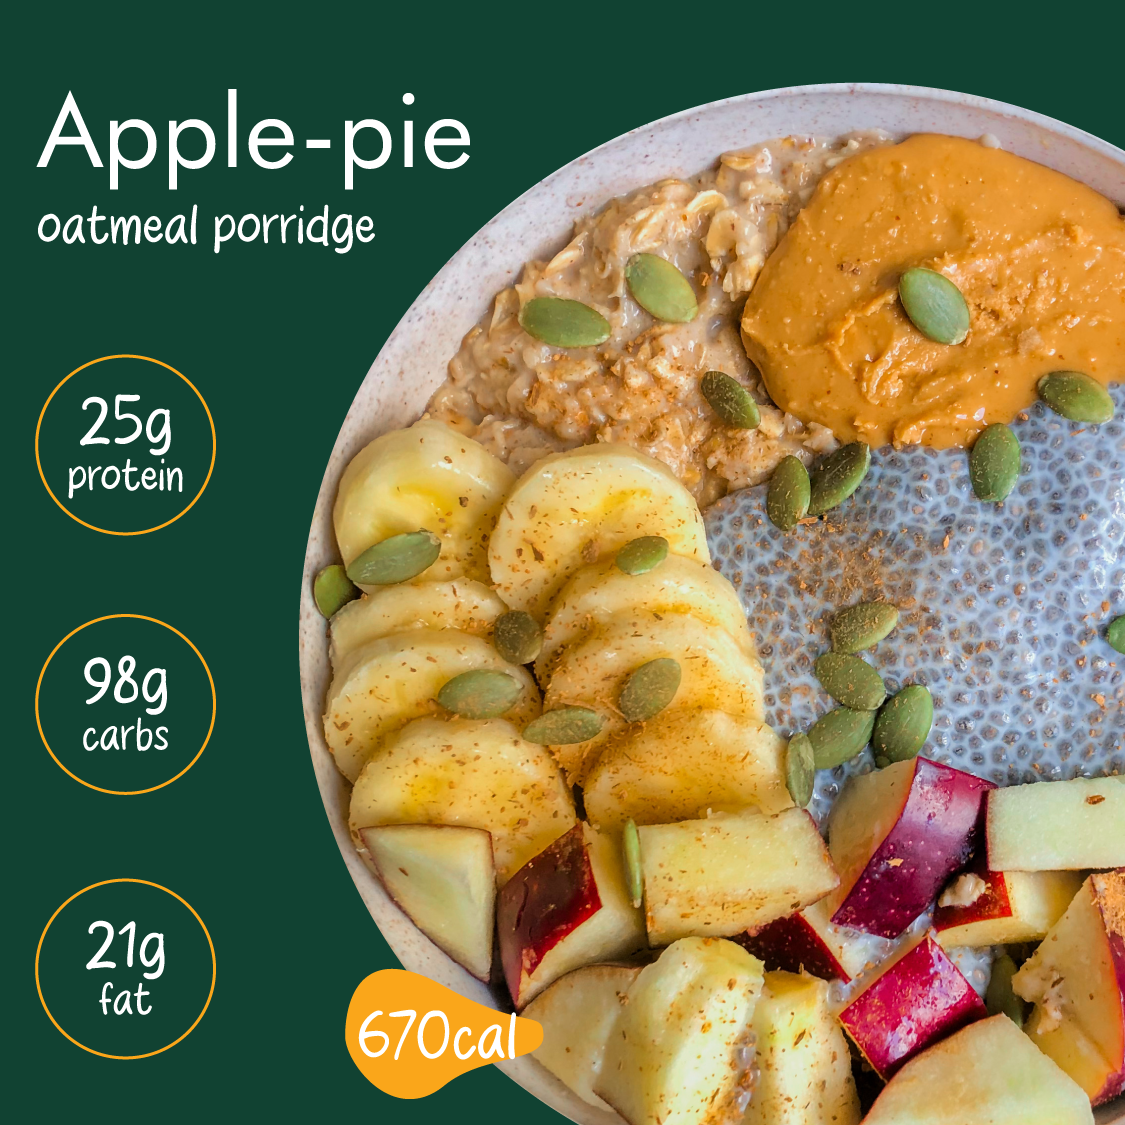 Apple-pie
oatmeal porridge
25g
protein
98g
carbs
21g
fat
670cal